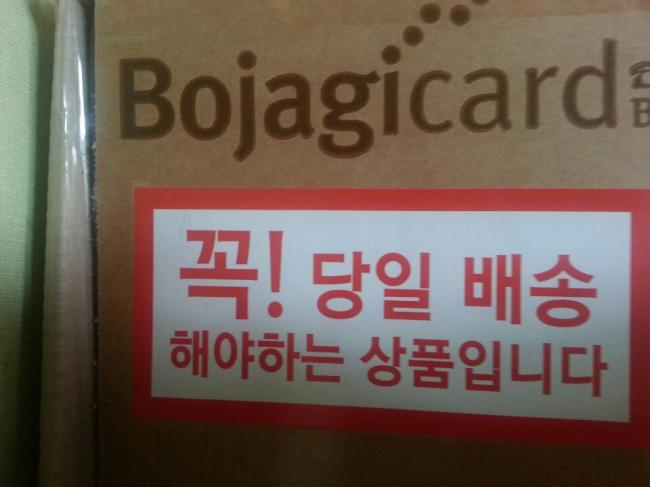 Bojagicard
꼭! 당일 배송
해야하는 상품입니다